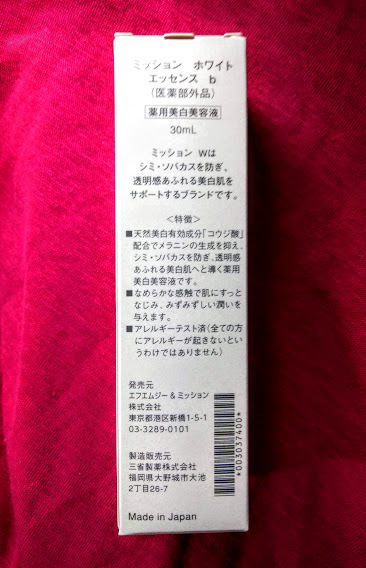 ミッション ホワイト
エッセンス b
（医薬部外品）
薬用美白美容液
30mL
ミッション Wは
シミ・ソバカスを防ぎ、
透明感あふれる美白肌を
サポートするブランドです。
＜特徴＞
■天然美白有効成分「コウジ酸」
配合でメラニンの生成を抑え、
シミ・ソバカスを防ぎ、透明感
あふれる美白肌へと導く薬用
美白美容液です。
■なめらかな感触で肌にすっと
なじみ、みずみずしい潤いを
与えます。
■アレルギーテスト済（全ての方
にアレルギーが起きないとい
うわけではありません）
発売元
エフエムジー&ミッション
株式会社
東京都港区新橋1-5-1
03-3289-0101
製造販売元
三省製薬株式会社
福岡県大野城市大池
2丁目26-7
*003037400*
Made in Japan